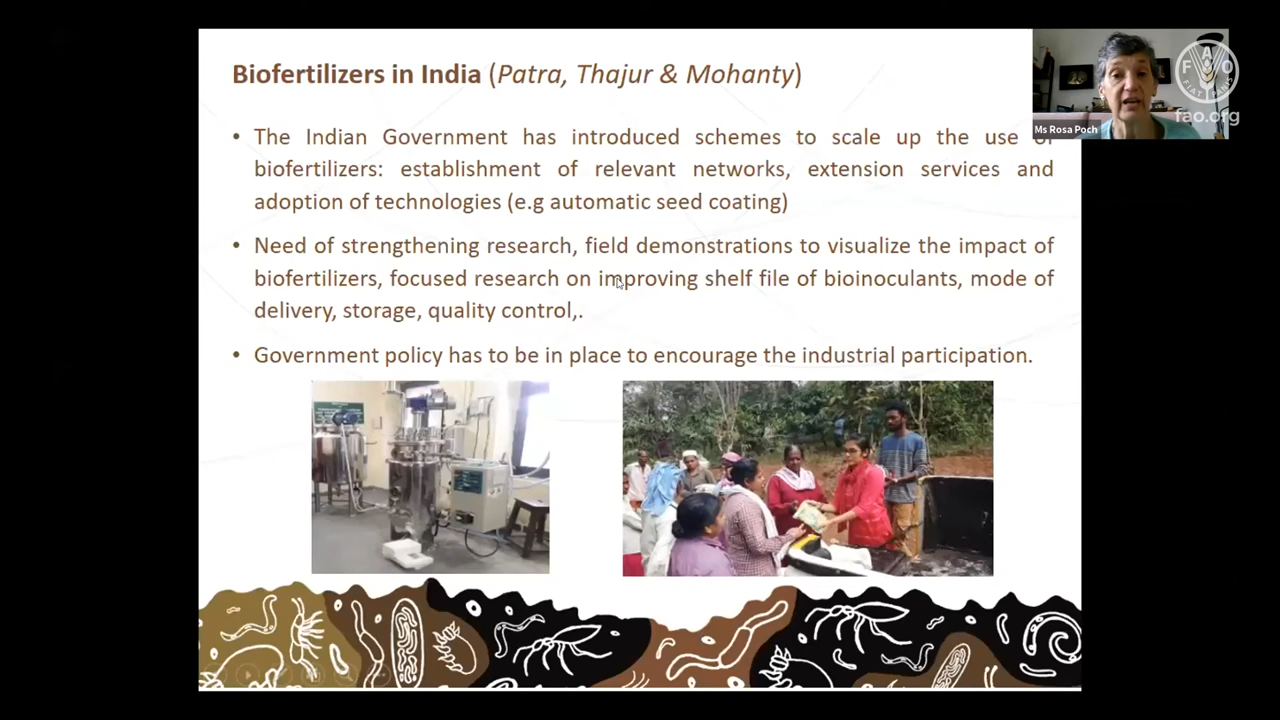 Biofertilizers in India (Patra, Thajur & Mohanty)
• The Indian Government has introduced schemes to scale up the use of
biofertilizers: establishment of relevant networks, extension services and
adoption of technologies (e.g automatic seed coating)
• Need of strengthening research, field demonstrations to visualize the impact of
biofertilizers, focused research on improving shelf file of bioinoculants, mode of
delivery, storage, quality control,.
• Government policy has to be in place to encourage the industrial participation.
Ms Rosa Poch
F A O
FIAT PANIS
fao.org